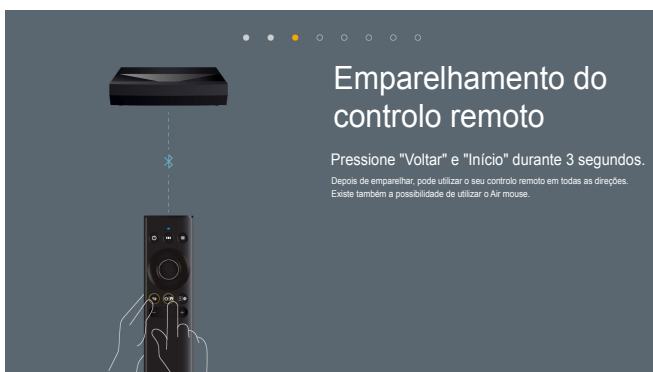 Emparelhamento do
controlo remoto
Pressione "Voltar" e "Início" durante 3 segundos.
Depois de emparelhar, pode utilizar o seu controlo remoto em todas as direções.
Existe também a possibilidade de utilizar o Air mouse.